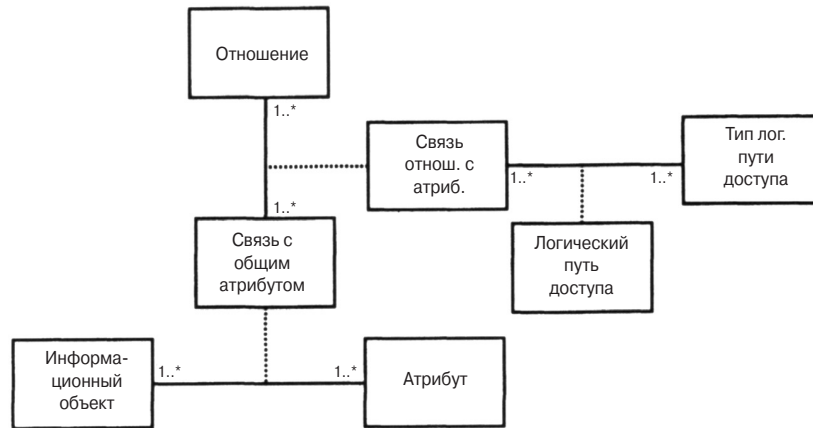 Отношение
1..*
Связь
отнош. с
атриб.
1..*
1..*
Тип лог.
пути
доступа
1..*
Связь с
общим
атрибутом
Логический
путь
доступа
Информа-
ционный
объект
1..*
1..*
Атрибут